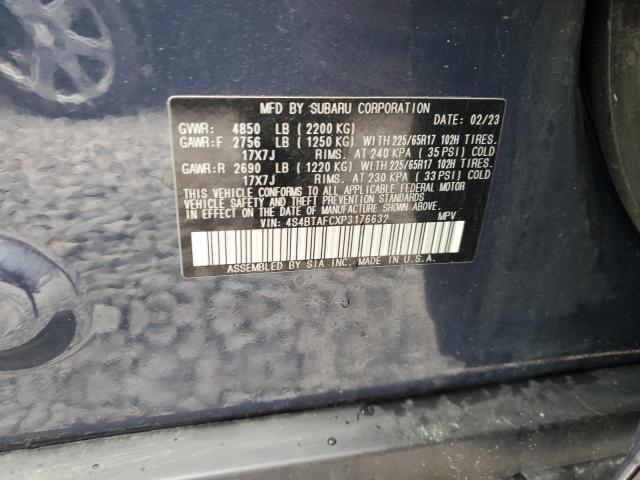 MFD BY SUBARU CORPORATION
DATE: 02/23
GVWR: 4850 LB (2200 KG)
GAWR:F 2756 LB (1250 KG) WITH 225/65R17 102H TIRES.
17X7J RIMS. AT 240 KPA (35 PSI) COLD
GAWR:R 2690 LB (1220 KG) WITH 225/65R17 102H TIRES.
17X7J RIMS. AT 230 KPA (33 PSI) COLD
THIS VEHICLE CONFORMS TO ALL APPLICABLE FEDERAL MOTOR
VEHICLE SAFETY AND THEFT PREVENTION STANDARDS IN EFFECT
ON THE DATE OF MANUFACTURE SHOWN ABOVE.
VIN: 4S4BTAFCXP3176632 MPV
ASSEMBLED BY SIA INC. MADE IN U.S.A.